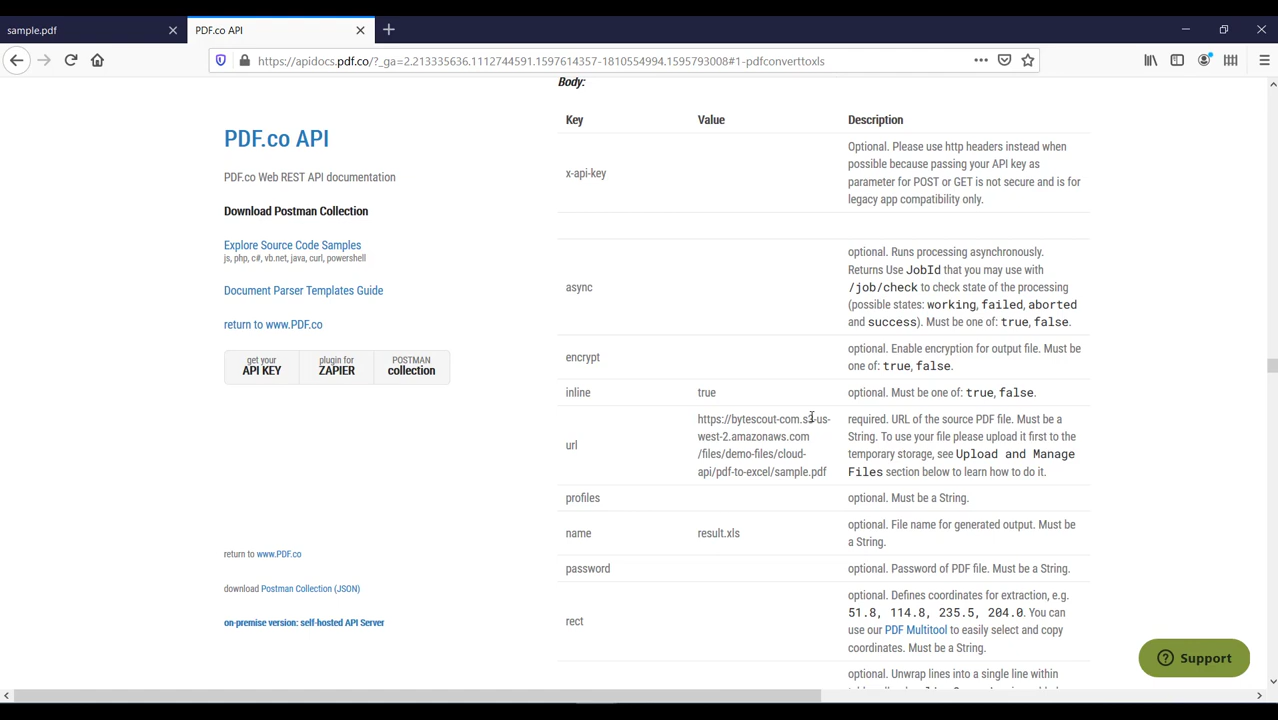 sample.pdf
PDF.co API
https://apidocs.pdf.co/?_ga=2.213335636.1112744591.1597614357-1810554994.1595793008#1-pdfconverttoxls
PDF.co API
PDF.co Web REST API documentation
Download Postman Collection
Explore Source Code Samples
js, php, c#, vb.net, java, curl, powershell
Document Parser Templates Guide
return to www.PDF.co
get your
API KEY
plugin for
ZAPIER
POSTMAN
collection
return to www.PDF.co
download Postman Collection (JSON)
on-premise version: self-hosted API Server
Body:
Key
Value
Description
x-api-key
Optional. Please use http headers instead when
possible because passing your API key as
parameter for POST or GET is not secure and is for
legacy app compatibility only.
async
optional. Runs processing asynchronously.
Returns Use JobId that you may use with
/job/check to check state of the processing
(possible states: working, failed, aborted
and success). Must be one of: true, false.
encrypt
optional. Enable encryption for output file. Must be
one of: true, false.
inline
true
optional. Must be one of: true, false.
url
https://bytescout-com.s3-us-
west-2.amazonaws.com
/files/demo-files/cloud-
api/pdf-to-excel/sample.pdf
required. URL of the source PDF file. Must be a
String. To use your file please upload it first to the
temporary storage, see Upload and Manage
Files section below to learn how to do it.
profiles
optional. Must be a String.
name
result.xls
optional. File name for generated output. Must be
a String.
password
optional. Password of PDF file. Must be a String.
rect
optional. Defines coordinates for extraction, e.g.
51.8, 114.8, 235.5, 204.0. You can
use our PDF Multitool to easily select and copy
coordinates. Must be a String.
optional. Unwrap lines into a single line within
Support